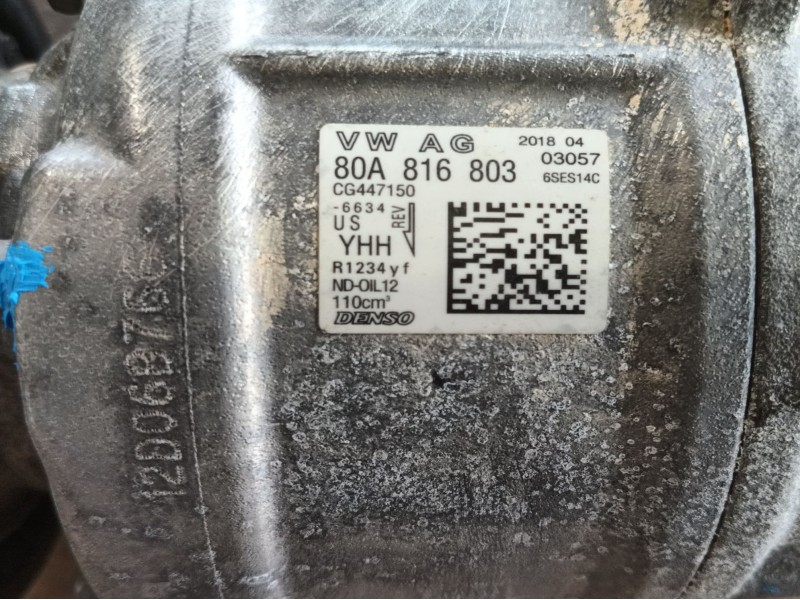 VW AG 2018 04
80A 816 803 03057
CG447150 6SES14C
-6634
US REV
YHH
R1234yf
ND-OIL12
110cm³
DENSO
12D06B76